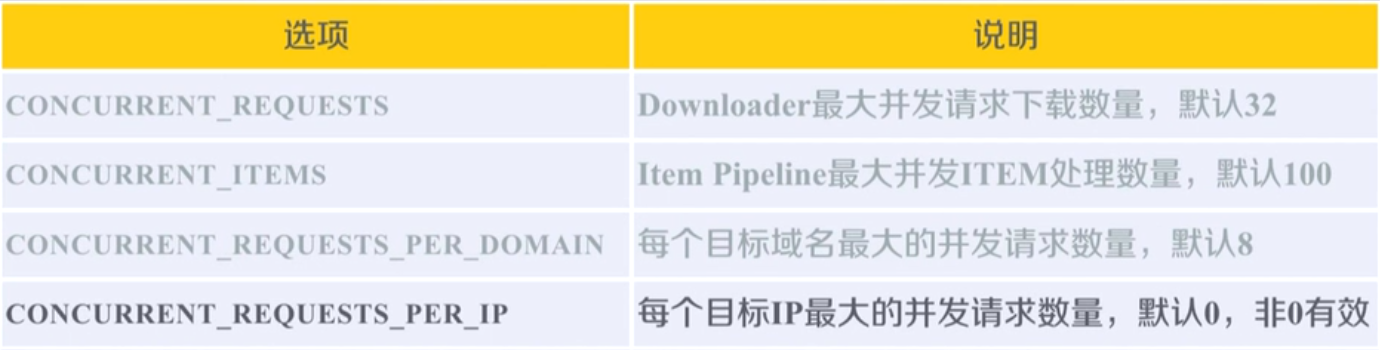 选项 说明
CONCURRENT_REQUESTS Downloader最大并发请求下载数量，默认32
CONCURRENT_ITEMS Item Pipeline最大并发ITEM处理数量，默认100
CONCURRENT_REQUESTS_PER_DOMAIN 每个目标域名最大的并发请求数量，默认8
CONCURRENT_REQUESTS_PER_IP 每个目标IP最大的并发请求数量，默认0，非0有效